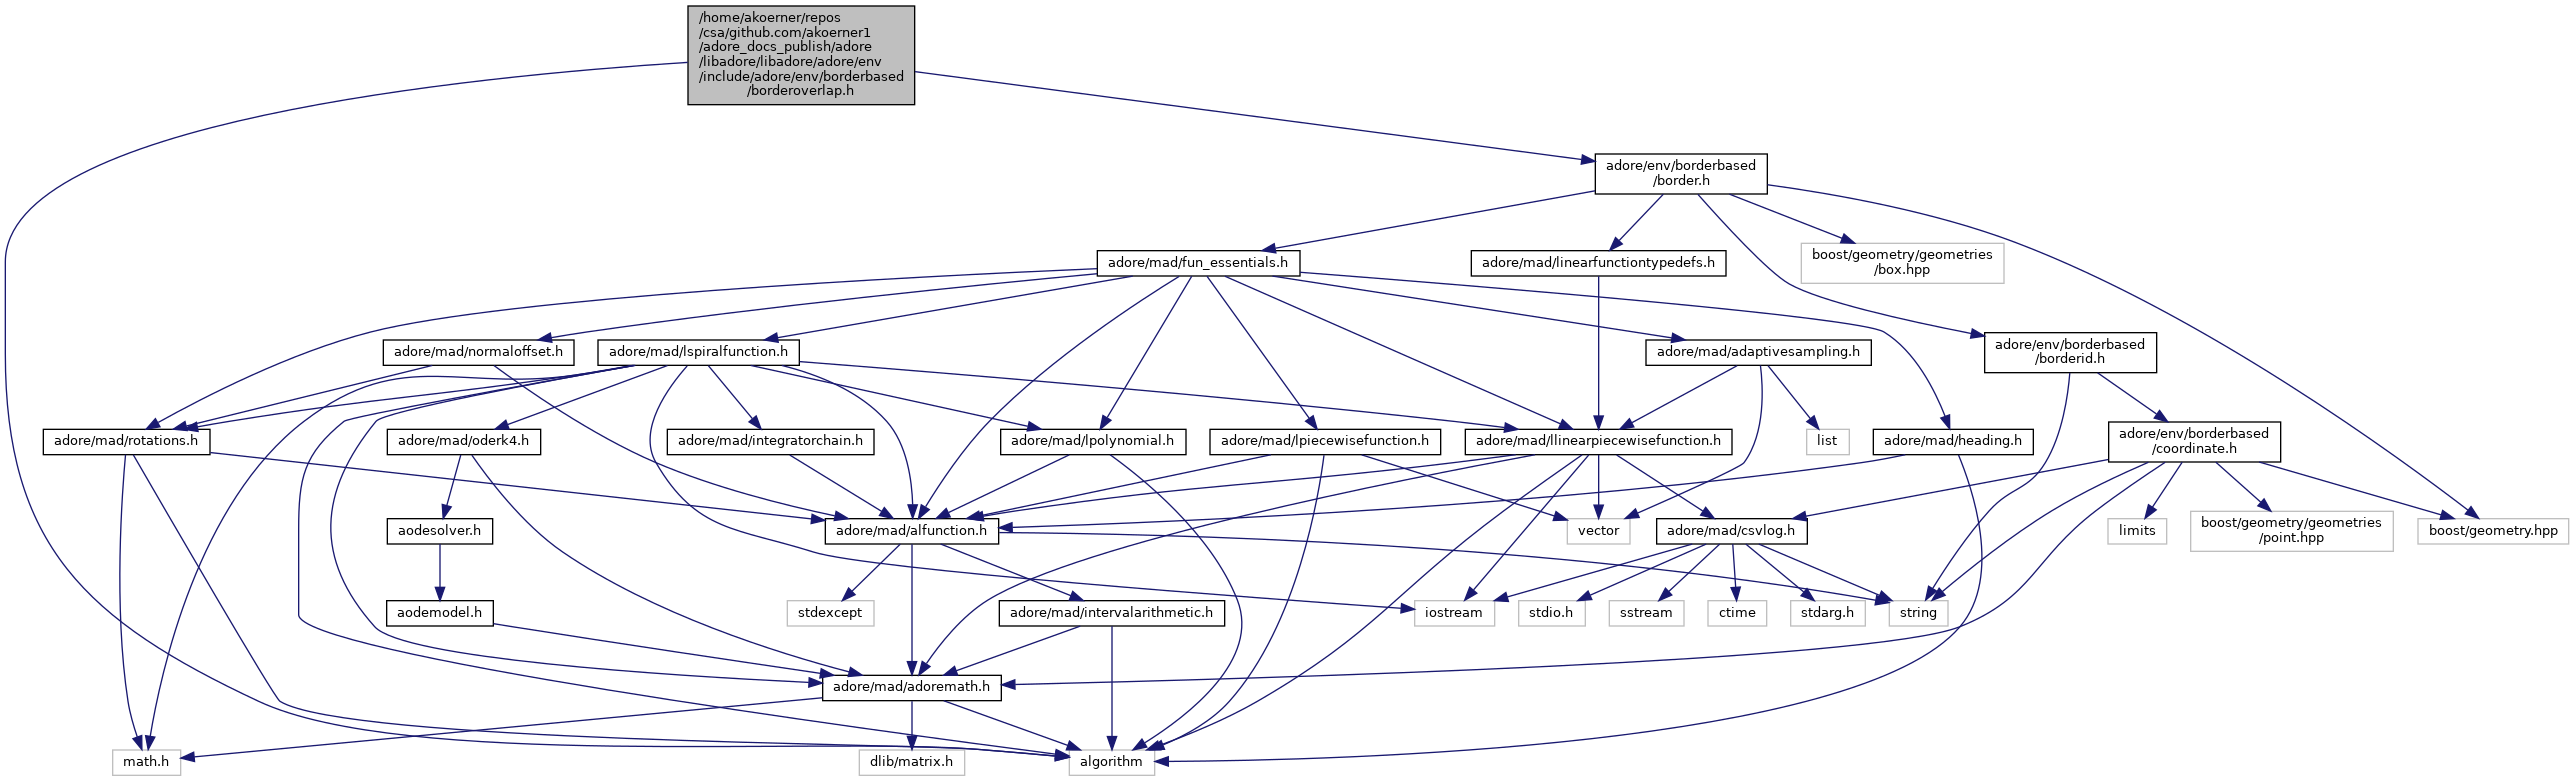 /home/akoerner/repos
/csa/github.com/akoerner1
/adore_docs_publish/adore
/libadore/libadore/adore/env
/include/adore/env/borderbased
/borderoverlap.h
adore/env/borderbased
/border.h
adore/mad/fun_essentials.h
adore/mad/linearfunctiontypedefs.h
boost/geometry/geometries
/box.hpp
adore/mad/normaloffset.h
adore/mad/lspiralfunction.h
adore/mad/adaptivesampling.h
adore/env/borderbased
/borderid.h
adore/mad/rotations.h
adore/mad/oderk4.h
adore/mad/integratorchain.h
adore/mad/lpolynomial.h
adore/mad/lpiecewisefunction.h
adore/mad/llinearpiecewisefunction.h
list
adore/mad/heading.h
adore/env/borderbased
/coordinate.h
aodesolver.h
adore/mad/alfunction.h
vector
adore/mad/csvlog.h
limits
boost/geometry/geometries
/point.hpp
boost/geometry.hpp
aodemodel.h
stdexcept
adore/mad/intervalarithmetic.h
iostream
stdio.h
sstream
ctime
stdarg.h
string
adore/mad/adoremath.h
math.h
dlib/matrix.h
algorithm